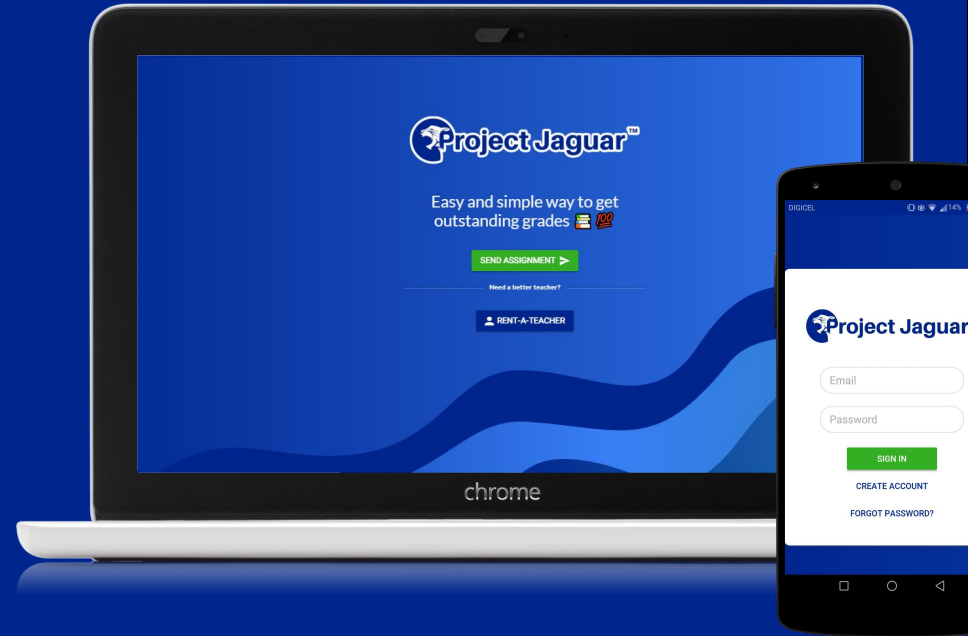 Project Jaguar™
Easy and simple way to get
outstanding grades 📚 💯
SEND ASSIGNMENT
Need a better teacher?
RENT-A-TEACHER
chrome
DIGICEL 14%
Project Jaguar
Email
Password
SIGN IN
CREATE ACCOUNT
FORGOT PASSWORD?